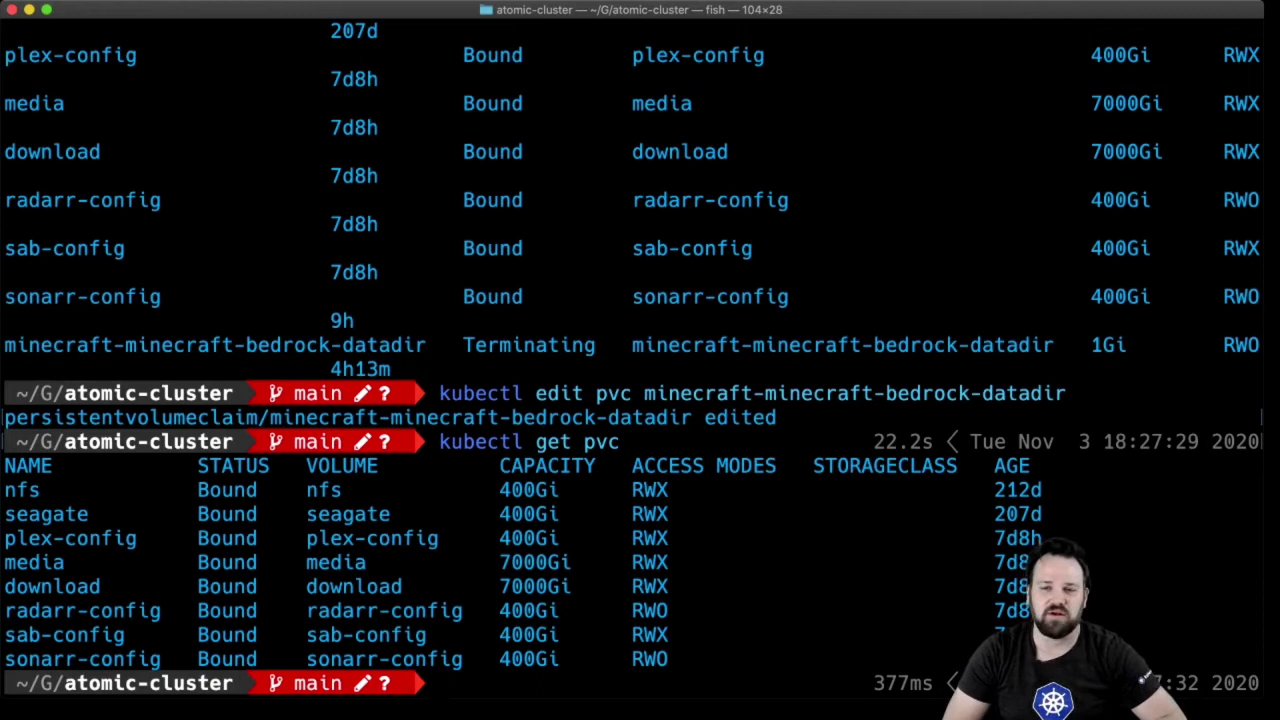 atomic-cluster — ~/G/atomic-cluster — fish — 104×28
207d
plex-config Bound plex-config 400Gi RWX
7d8h
media Bound media 7000Gi RWX
7d8h
download Bound download 7000Gi RWX
7d8h
radarr-config Bound radarr-config 400Gi RWO
7d8h
sab-config Bound sab-config 400Gi RWX
7d8h
sonarr-config Bound sonarr-config 400Gi RWO
9h
minecraft-minecraft-bedrock-datadir Terminating minecraft-minecraft-bedrock-datadir 1Gi RWO
4h13m
~/G/atomic-cluster main ? kubectl edit pvc minecraft-minecraft-bedrock-datadir
persistentvolumeclaim/minecraft-minecraft-bedrock-datadir edited
~/G/atomic-cluster main ? kubectl get pvc 22.2s < Tue Nov 3 18:27:29 2020
NAME STATUS VOLUME CAPACITY ACCESS MODES STORAGECLASS AGE
nfs Bound nfs 400Gi RWX 212d
seagate Bound seagate 400Gi RWX 207d
plex-config Bound plex-config 400Gi RWX 7d8h
media Bound media 7000Gi RWX 7d8
download Bound download 7000Gi RWX 7d8
radarr-config Bound radarr-config 400Gi RWO 7d8
sab-config Bound sab-config 400Gi RWX
sonarr-config Bound sonarr-config 400Gi RWO
~/G/atomic-cluster main ? 377ms < 7:32 2020